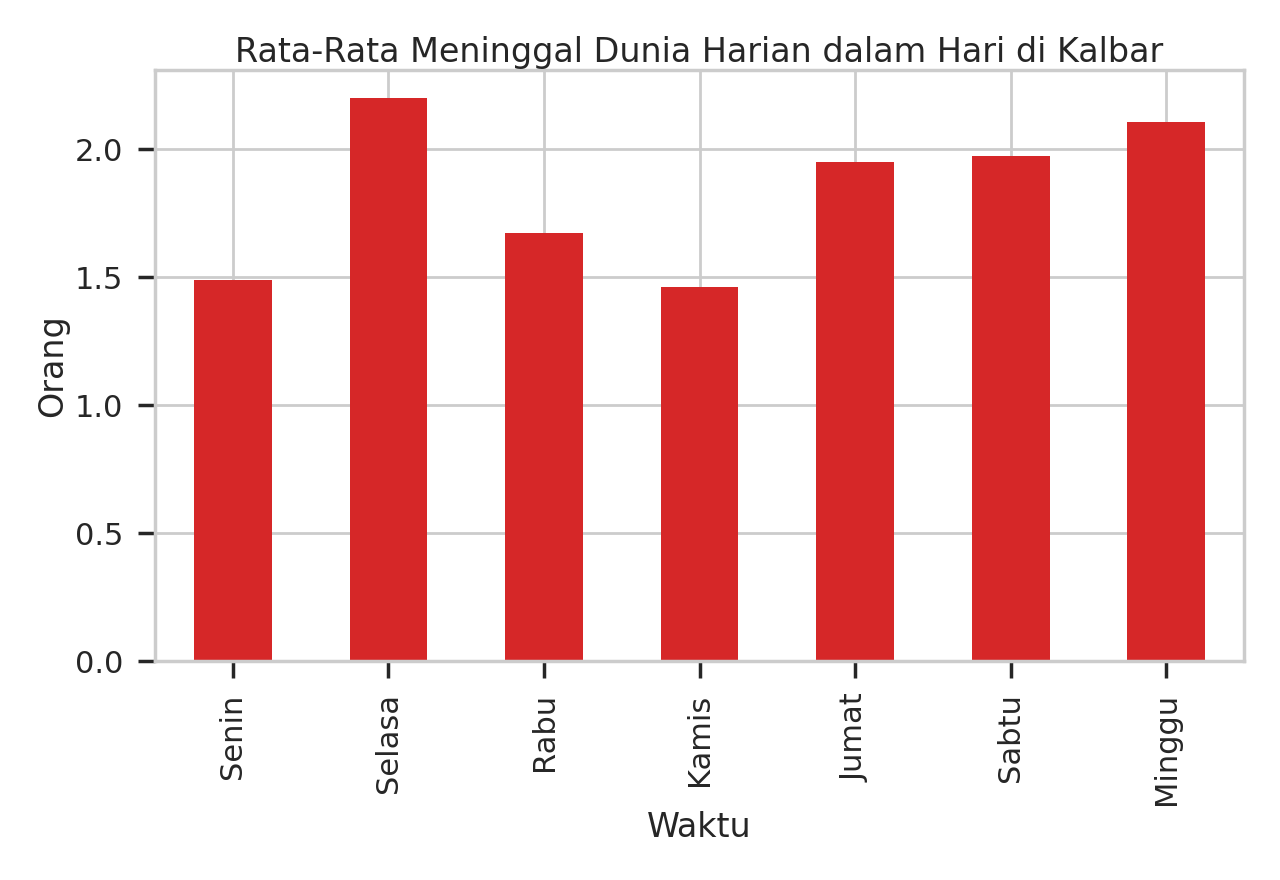 Rata-Rata Meninggal Dunia Harian dalam Hari di Kalbar
2.0
1.5
1.0
0.5
0.0
Orang
Senin
Selasa
Rabu
Kamis
Jumat
Sabtu
Minggu
Waktu